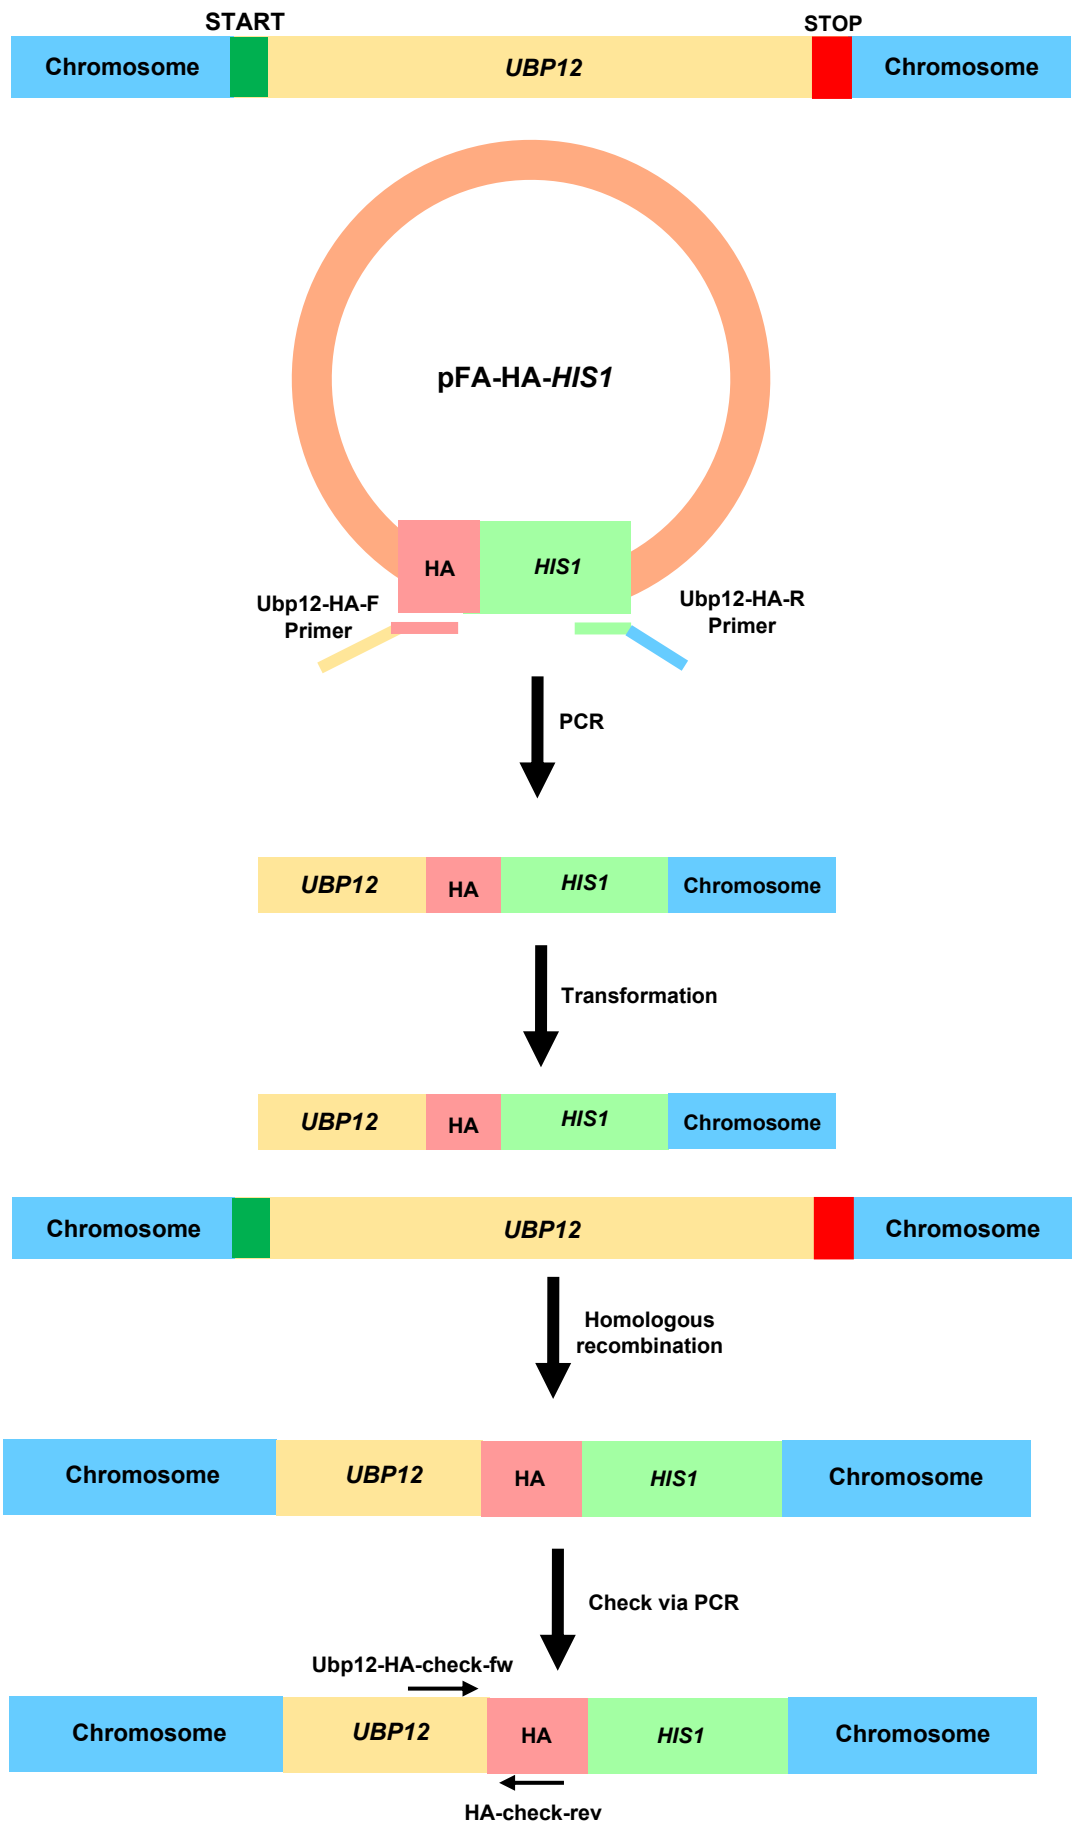 START
STOP
Chromosome
UBP12
Chromosome
pFA-HA-HIS1
HA
HIS1
Ubp12-HA-F
Primer
Ubp12-HA-R
Primer
PCR
UBP12
HA
HIS1
Chromosome
Transformation
UBP12
HA
HIS1
Chromosome
Chromosome
UBP12
Chromosome
Homologous
recombination
Chromosome
UBP12
HA
HIS1
Chromosome
Check via PCR
Ubp12-HA-check-fw
Chromosome
UBP12
HA
HIS1
Chromosome
HA-check-rev